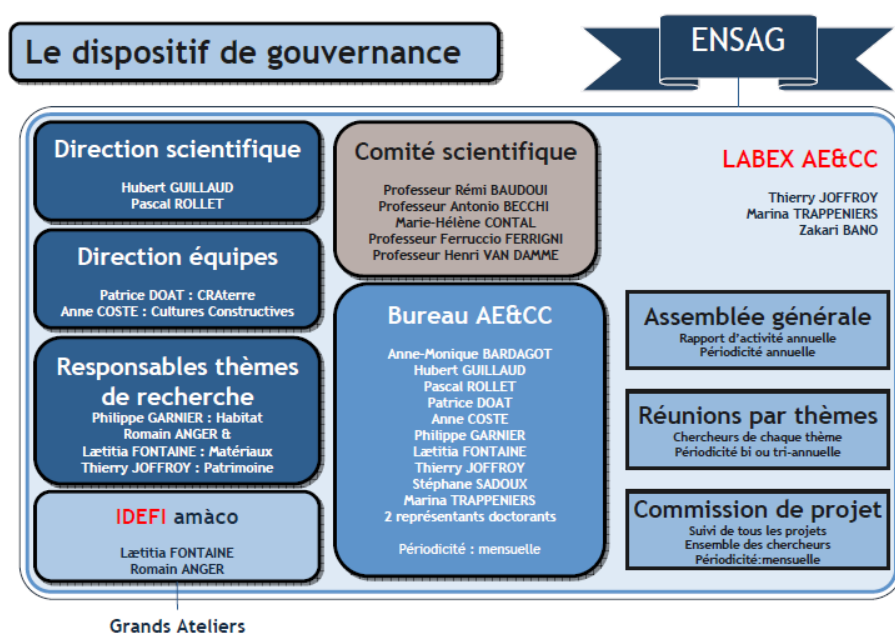 Le dispositif de gouvernance
ENSAG
Direction scientifique
Hubert GUILLAUD
Pascal ROLLET
Direction équipes
Patrice DOAT : CRAterre
Anne COSTE : Cultures Constructives
Responsables thèmes
de recherche
Philippe GARNIER : Habitat
Romain ANGER &
Lætitia FONTAINE : Matériaux
Thierry JOFFROY : Patrimoine
IDEFI amàco
Lætitia FONTAINE
Romain ANGER
Grands Ateliers
Comité scientifique
Professeur Rémi BAUDOUI
Professeur Antonio BECCHI
Marie-Hélène CONTAL
Professeur Ferruccio FERRIGNI
Professeur Henri VAN DAMME
Bureau AE&CC
Anne-Monique BARDAGOT
Hubert GUILLAUD
Pascal ROLLET
Patrice DOAT
Anne COSTE
Philippe GARNIER
Lætitia FONTAINE
Thierry JOFFROY
Stéphane SADOUX
Marina TRAPPENIERS
2 représentants doctorants
Périodicité : mensuelle
LABEX AE&CC
Thierry JOFFROY
Marina TRAPPENIERS
Zakari BANO
Assemblée générale
Rapport d'activité annuelle
Périodicité annuelle
Réunions par thèmes
Chercheurs de chaque thème
Périodicité bi ou tri-annuelle
Commission de projet
Suivi de tous les projets
Ensemble des chercheurs
Périodicité:mensuelle